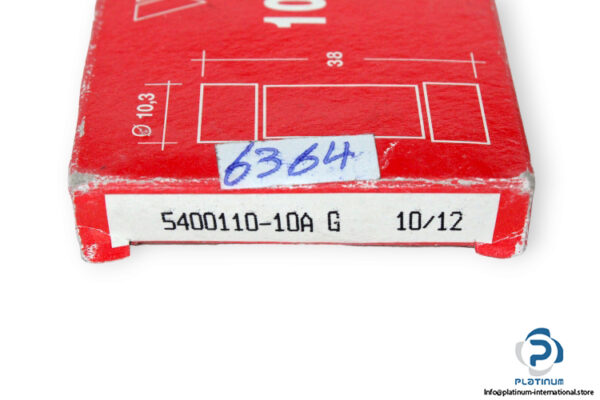 10
38
Ø 10,3
6364
5400110-10A G 10/12
PLATINUM
Info@platinum-international.store